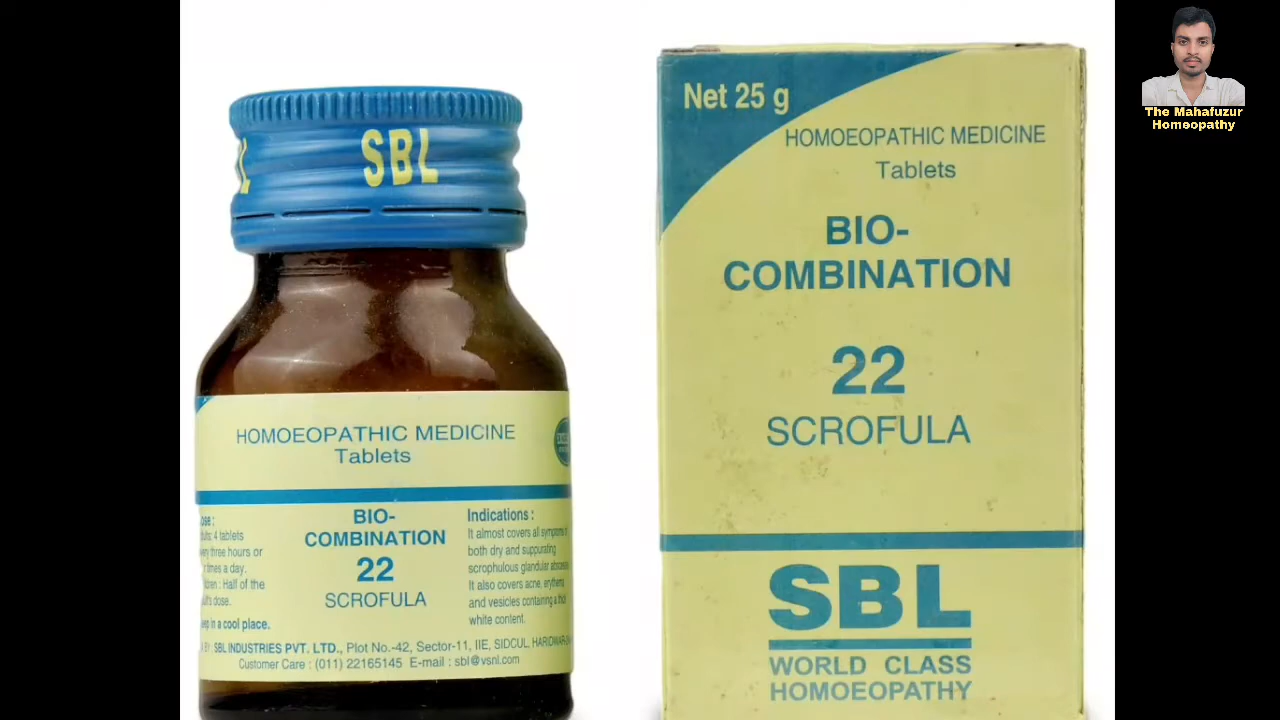 SBL
HOMOEOPATHIC MEDICINE
Tablets
4 tablets
three hours or
times a day.
Half of the
dose.
in a cool place.
BIO-
COMBINATION
22
SCROFULA
Indications :
It almost covers all symptoms
both dry and suppurating
scrophulous glandular
It also covers acne, erythema
and vesicles containing a thick
white content.
BY: SBL INDUSTRIES PVT. LTD., Plot No.-42, Sector-11, IIE, SIDCUL, HARIDWAR
Customer Care : (011) 22165145 E-mail : sbl@vsnl.com
Net 25 g
HOMOEOPATHIC MEDICINE
Tablets
BIO-
COMBINATION
22
SCROFULA
SBL
WORLD CLASS
HOMOEOPATHY
The Mahafuzur
Homeopathy